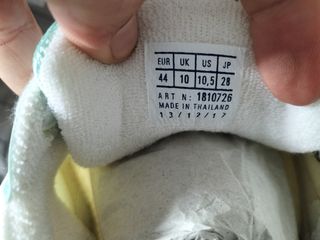 EUR UK US JP
44 10 10,5 28
ART N: 1810726
MADE IN THAILAND
13/12/17